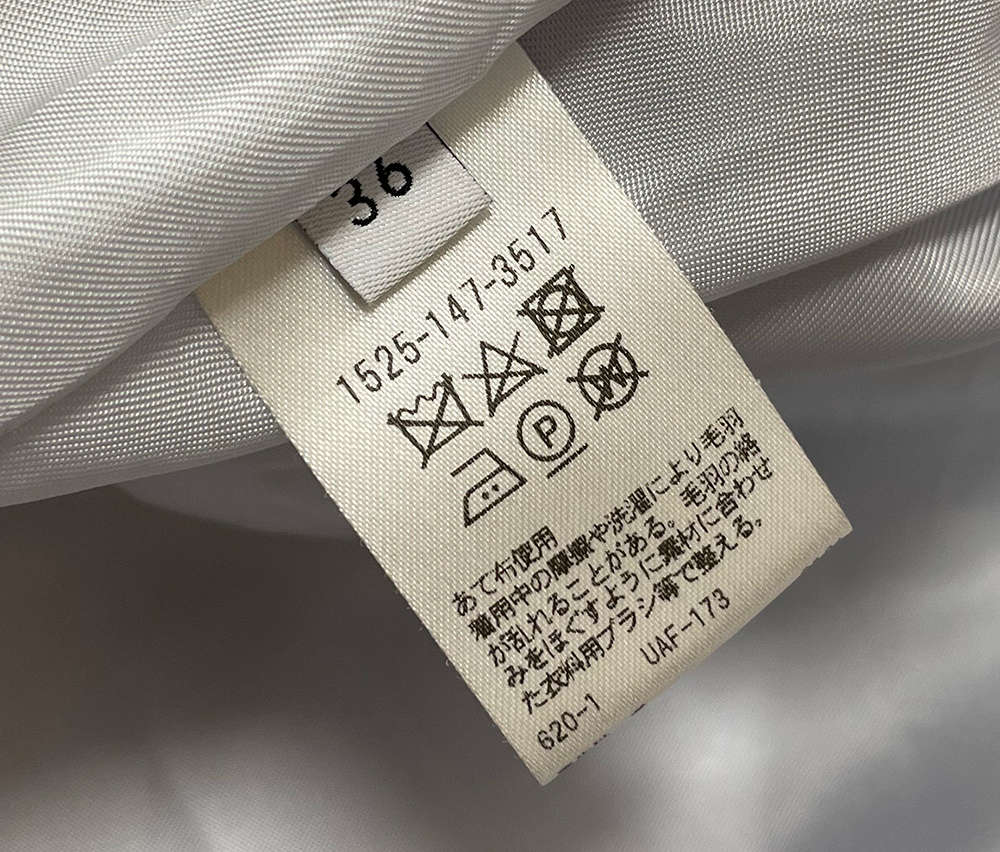 36
1525-147-3517
P
W
あて布使用
着用中の摩擦や洗濯により毛羽
が乱れることがある。毛羽の絡
みをほぐすように素材に合わせ
た衣料用ブラシ等で整える。
620-1 UAF-173